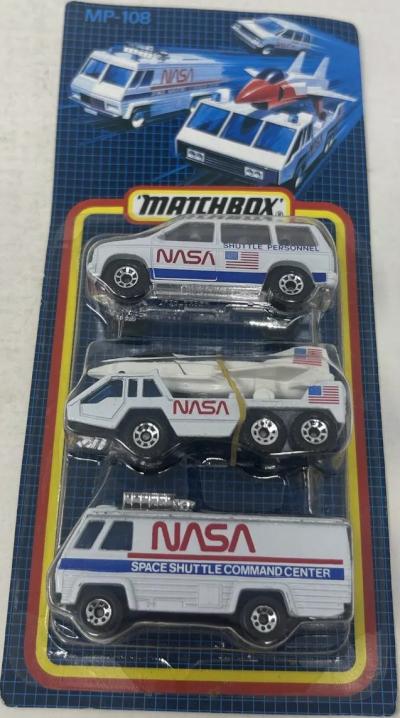 MP-108
NASA
MATCHBOX®
NASA
SHUTTLE PERSONNEL
NASA
NASA
SPACE SHUTTLE COMMAND CENTER